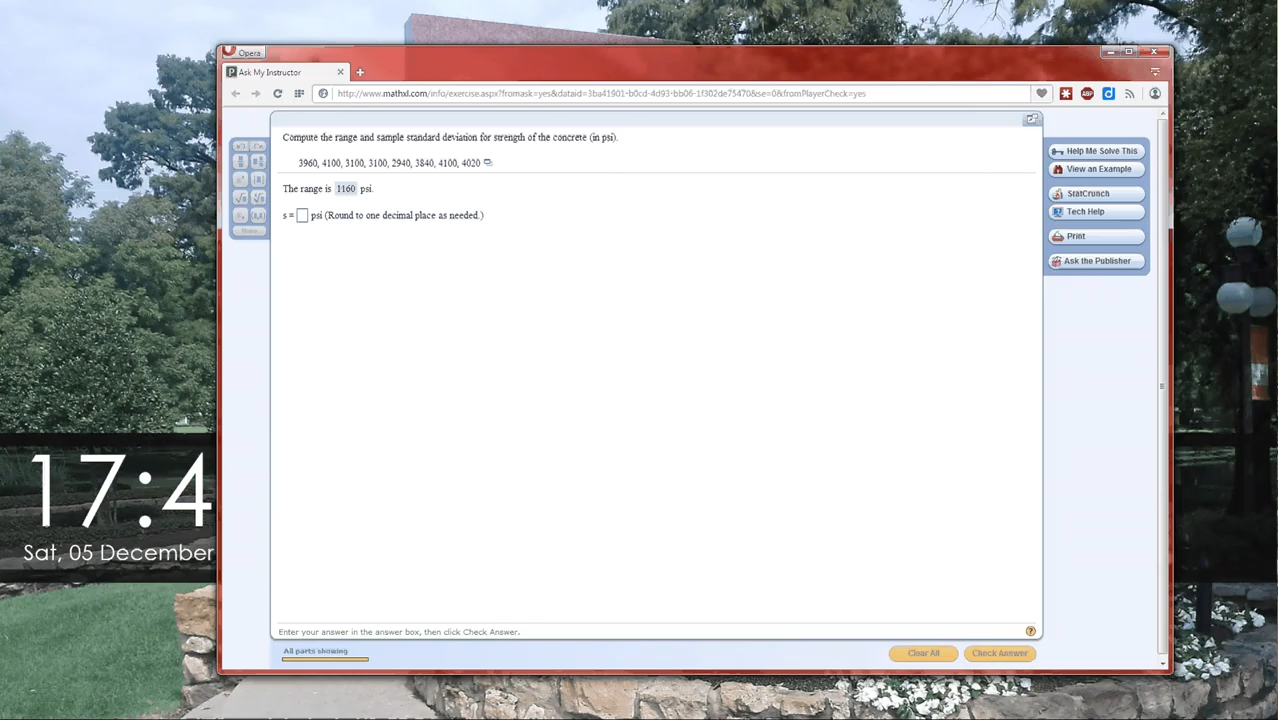 Opera
Ask My Instructor
http://www.mathxl.com/info/exercise.aspx?fromask=yes&dataid=3ba41901-b0cd-4d93-bb06-1f302de75470&se=0&fromPlayerCheck=yes
ABP
Compute the range and sample standard deviation for strength of the concrete (in psi).
3960, 4100, 3100, 3100, 2940, 3840, 4100, 4020
The range is 1160 psi.
s = psi (Round to one decimal place as needed.)
More
Help Me Solve This
View an Example
StatCrunch
Tech Help
Print
Ask the Publisher
17:4
Sat, 05 December
Enter your answer in the answer box, then click Check Answer.
All parts showing
Clear All
Check Answer